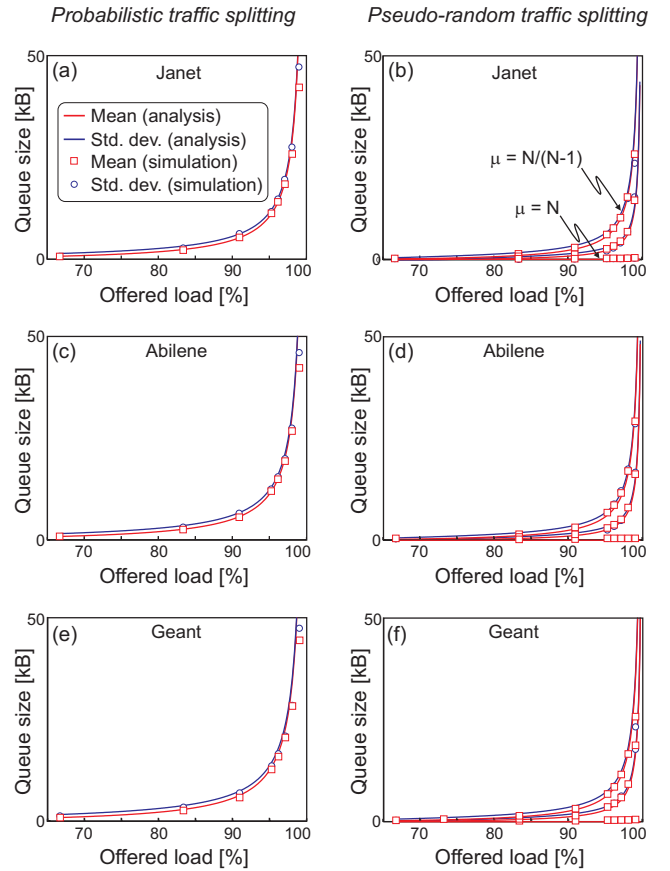 Probabilistic traffic splitting
Pseudo-random traffic splitting
50
(a)
Janet
Mean (analysis)
Std. dev. (analysis)
Mean (simulation)
Std. dev. (simulation)
Queue size [kB]
0
70
80
90
100
Offered load [%]
50
(b)
Janet
μ = N/(N-1)
μ = N
Queue size [kB]
0
70
80
90
100
Offered load [%]
50
(c)
Abilene
Queue size [kB]
0
70
80
90
100
Offered load [%]
50
(d)
Abilene
Queue size [kB]
0
70
80
90
100
Offered load [%]
50
(e)
Geant
Queue size [kB]
0
70
80
90
100
Offered load [%]
50
(f)
Geant
Queue size [kB]
0
70
80
90
100
Offered load [%]